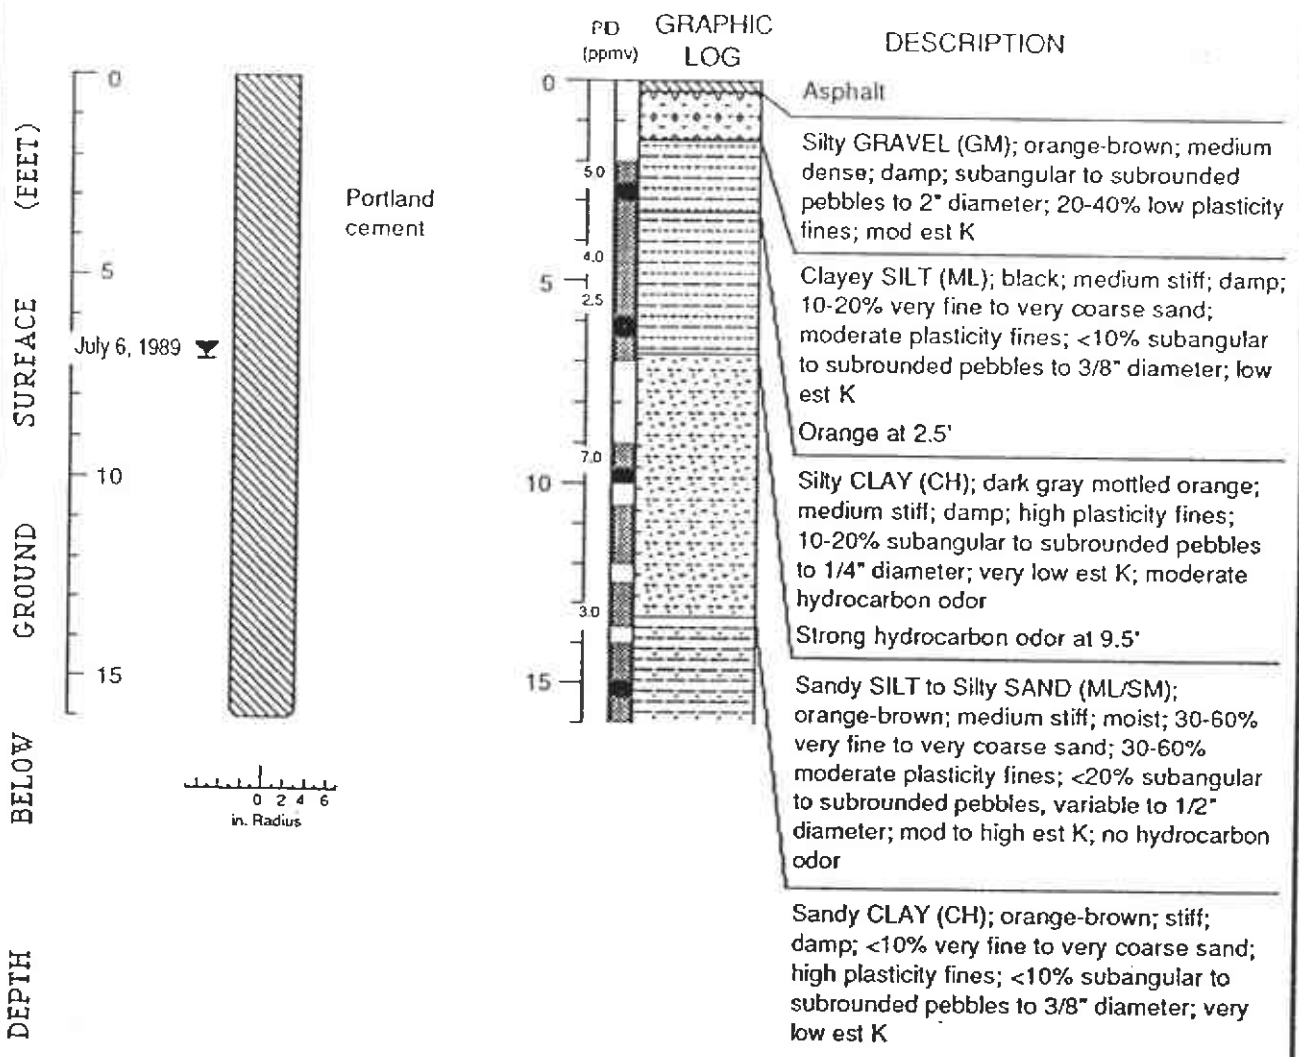 DEPTH BELOW GROUND SURFACE (FEET)
0
5
July 6, 1989
10
15
Portland
cement
0 2 4 6
in. Radius
PID
(ppmv)
GRAPHIC
LOG
DESCRIPTION
0
5.0
4.0
5
2.5
7.0
10
3.0
15
Asphalt
Silty GRAVEL (GM); orange-brown; medium
dense; damp; subangular to subrounded
pebbles to 2" diameter; 20-40% low plasticity
fines; mod est K
Clayey SILT (ML); black; medium stiff; damp;
10-20% very fine to very coarse sand;
moderate plasticity fines; <10% subangular
to subrounded pebbles to 3/8" diameter; low
est K
Orange at 2.5'
Silty CLAY (CH); dark gray mottled orange;
medium stiff; damp; high plasticity fines;
10-20% subangular to subrounded pebbles
to 1/4" diameter; very low est K; moderate
hydrocarbon odor
Strong hydrocarbon odor at 9.5'
Sandy SILT to Silty SAND (ML/SM);
orange-brown; medium stiff; moist; 30-60%
very fine to very coarse sand; 30-60%
moderate plasticity fines; <20% subangular
to subrounded pebbles, variable to 1/2"
diameter; mod to high est K; no hydrocarbon
odor
Sandy CLAY (CH); orange-brown; stiff;
damp; <10% very fine to very coarse sand;
high plasticity fines; <10% subangular to
subrounded pebbles to 3/8" diameter; very
low est K